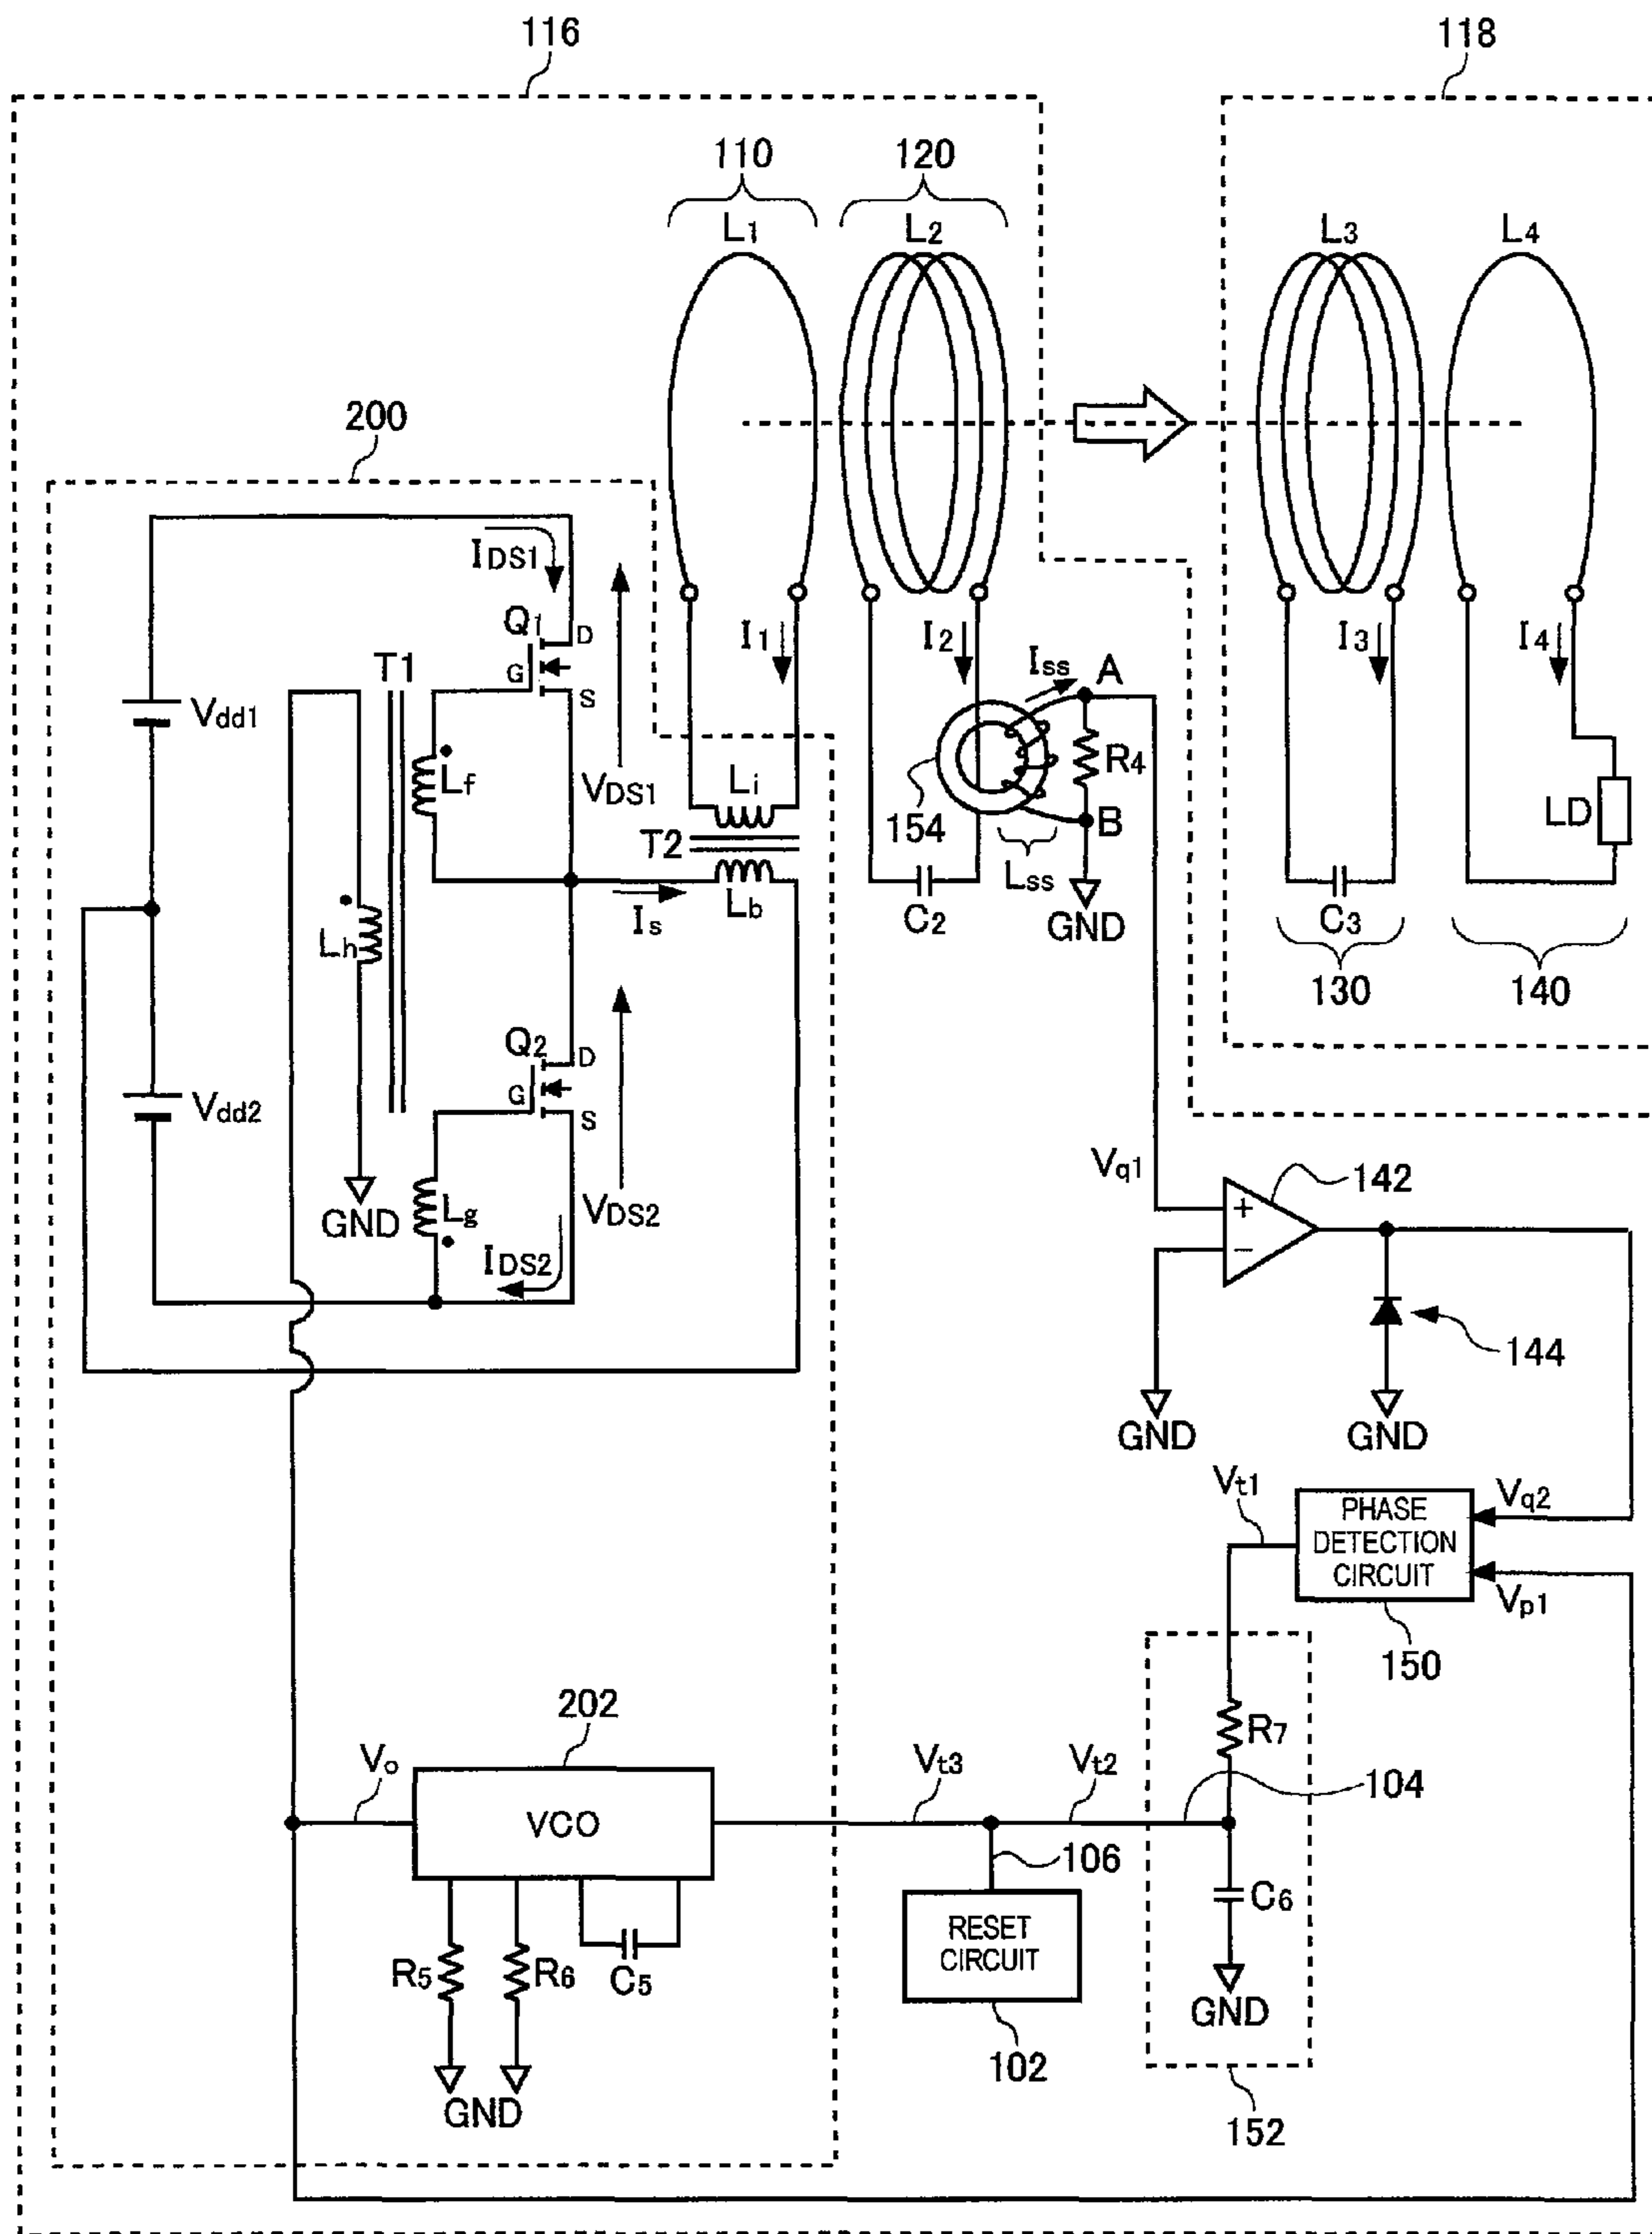 116
118
110
120
L1
L2
L3
L4
200
IDS1
Q1
D
G
S
T1
I1
I2
Iss
A
I3
I4
Vdd1
Lf
VDS1
Li
R4
LD
154
B
T2
Lss
Lb
Is
C2
GND
C3
Lh
130
140
Q2
D
G
S
Vdd2
Vq1
142
+
−
GND
Lg
VDS2
IDS2
144
GND
GND
Vt1
PHASE
DETECTION
CIRCUIT
Vq2
Vp1
150
202
R7
Vo
VCO
Vt3
Vt2
104
106
C6
RESET
CIRCUIT
R5
R6
C5
GND
102
GND
152